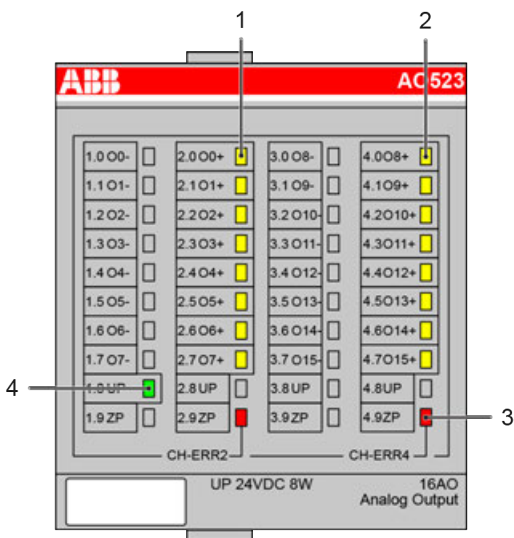 1 2
ABB AO523
1.0 O0- 2.0 O0+ 3.0 O8- 4.0 O8+
1.1 O1- 2.1 O1+ 3.1 O9- 4.1 O9+
1.2 O2- 2.2 O2+ 3.2 O10- 4.2 O10+
1.3 O3- 2.3 O3+ 3.3 O11- 4.3 O11+
1.4 O4- 2.4 O4+ 3.4 O12- 4.4 O12+
1.5 O5- 2.5 O5+ 3.5 O13- 4.5 O13+
1.6 O6- 2.6 O6+ 3.6 O14- 4.6 O14+
1.7 O7- 2.7 O7+ 3.7 O15- 4.7 O15+
4 1.8 UP 2.8 UP 3.8 UP 4.8 UP
1.9 ZP 2.9 ZP 3.9 ZP 4.9 ZP 3
CH-ERR2 CH-ERR4
UP 24VDC 8W 16AO
Analog Output